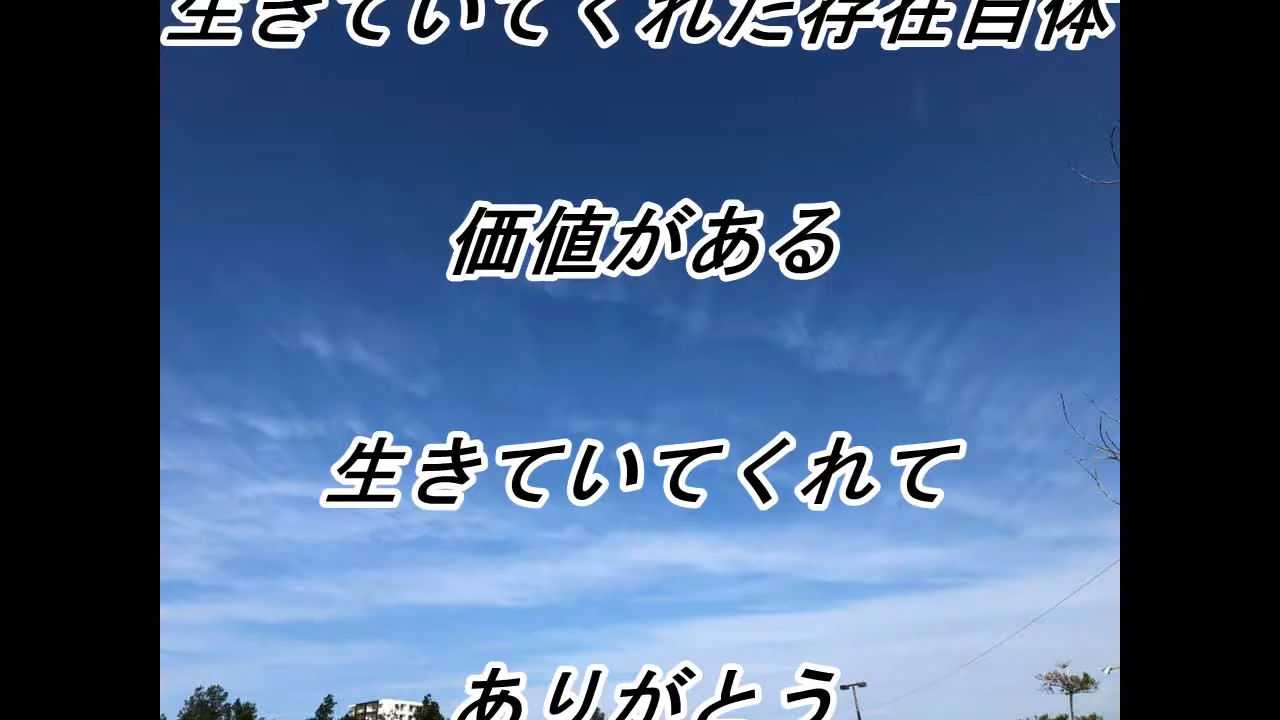 生きていてくれた存在自体
価値がある
生きていてくれて
ありがとう